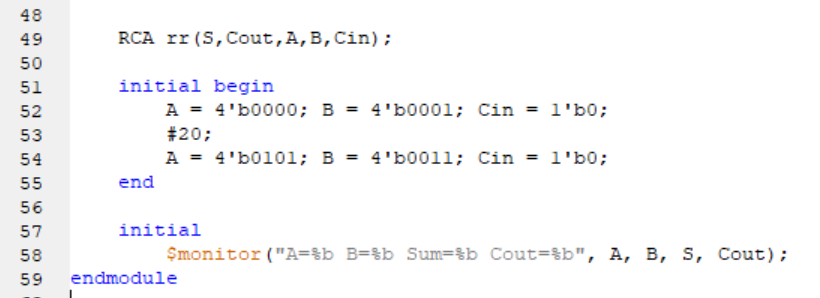 48
49 RCA rr(S,Cout,A,B,Cin);
50
51 initial begin
52 A = 4'b0000; B = 4'b0001; Cin = 1'b0;
53 #20;
54 A = 4'b0101; B = 4'b0011; Cin = 1'b0;
55 end
56
57 initial
58 $monitor("A=%b B=%b Sum=%b Cout=%b", A, B, S, Cout);
59 endmodule